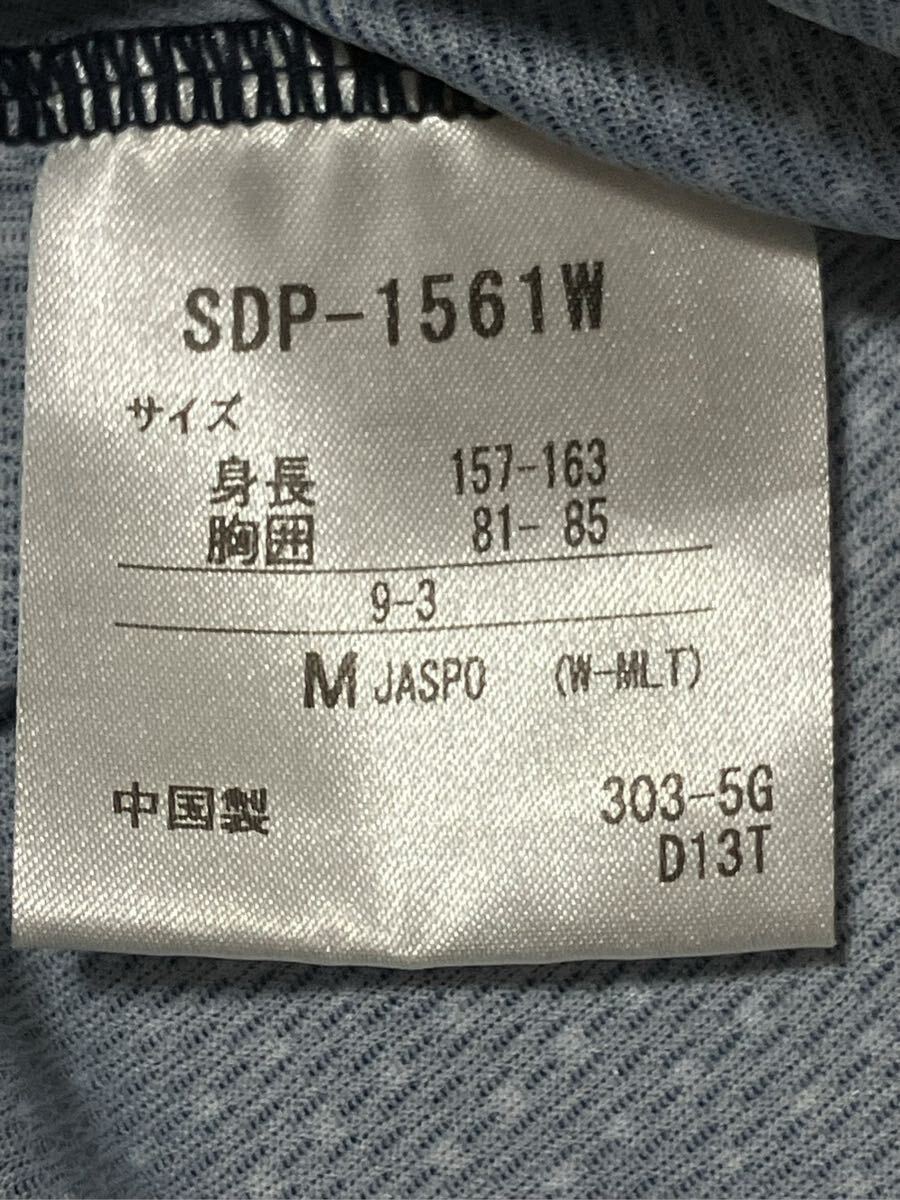 SDP-1561W
サイズ
身長 157-163
胸囲 81- 85
9-3
M JASPO (W-MLT)
中国製 303-5G
D13T